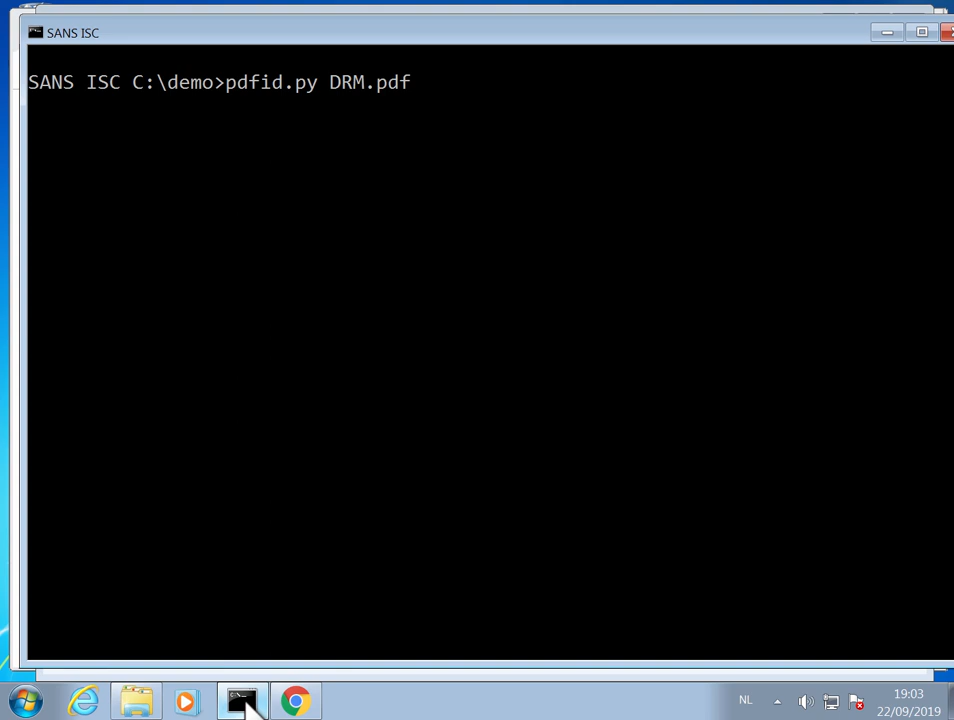 SANS ISC
SANS ISC C:\demo>pdfid.py DRM.pdf
NL
19:03
22/09/2019